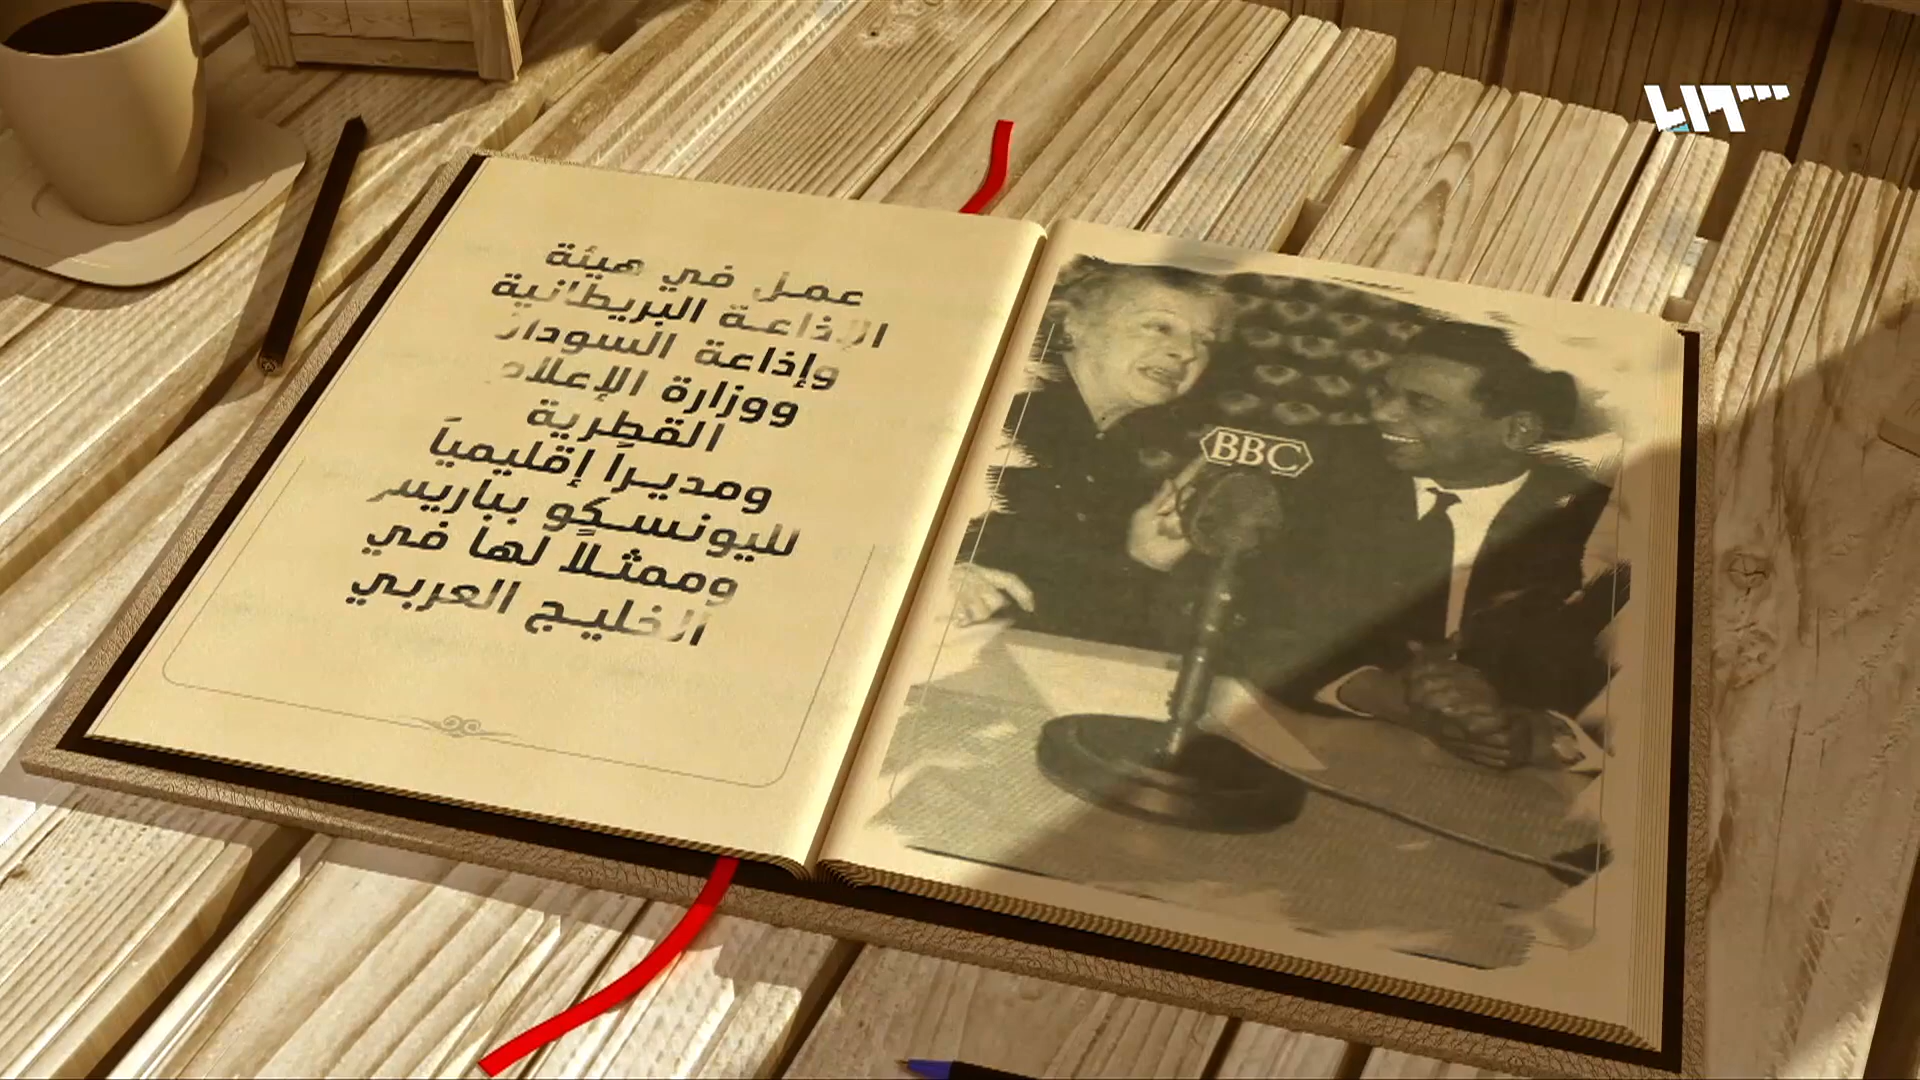 عمل في هيئة
الإذاعة البريطانية
وإذاعة السودان
ووزارة الإعلام
القطرية
ومديراً إقليمياً
لليونسكو بباريس
وممثلاً لها في
الخليج العربي
BBC